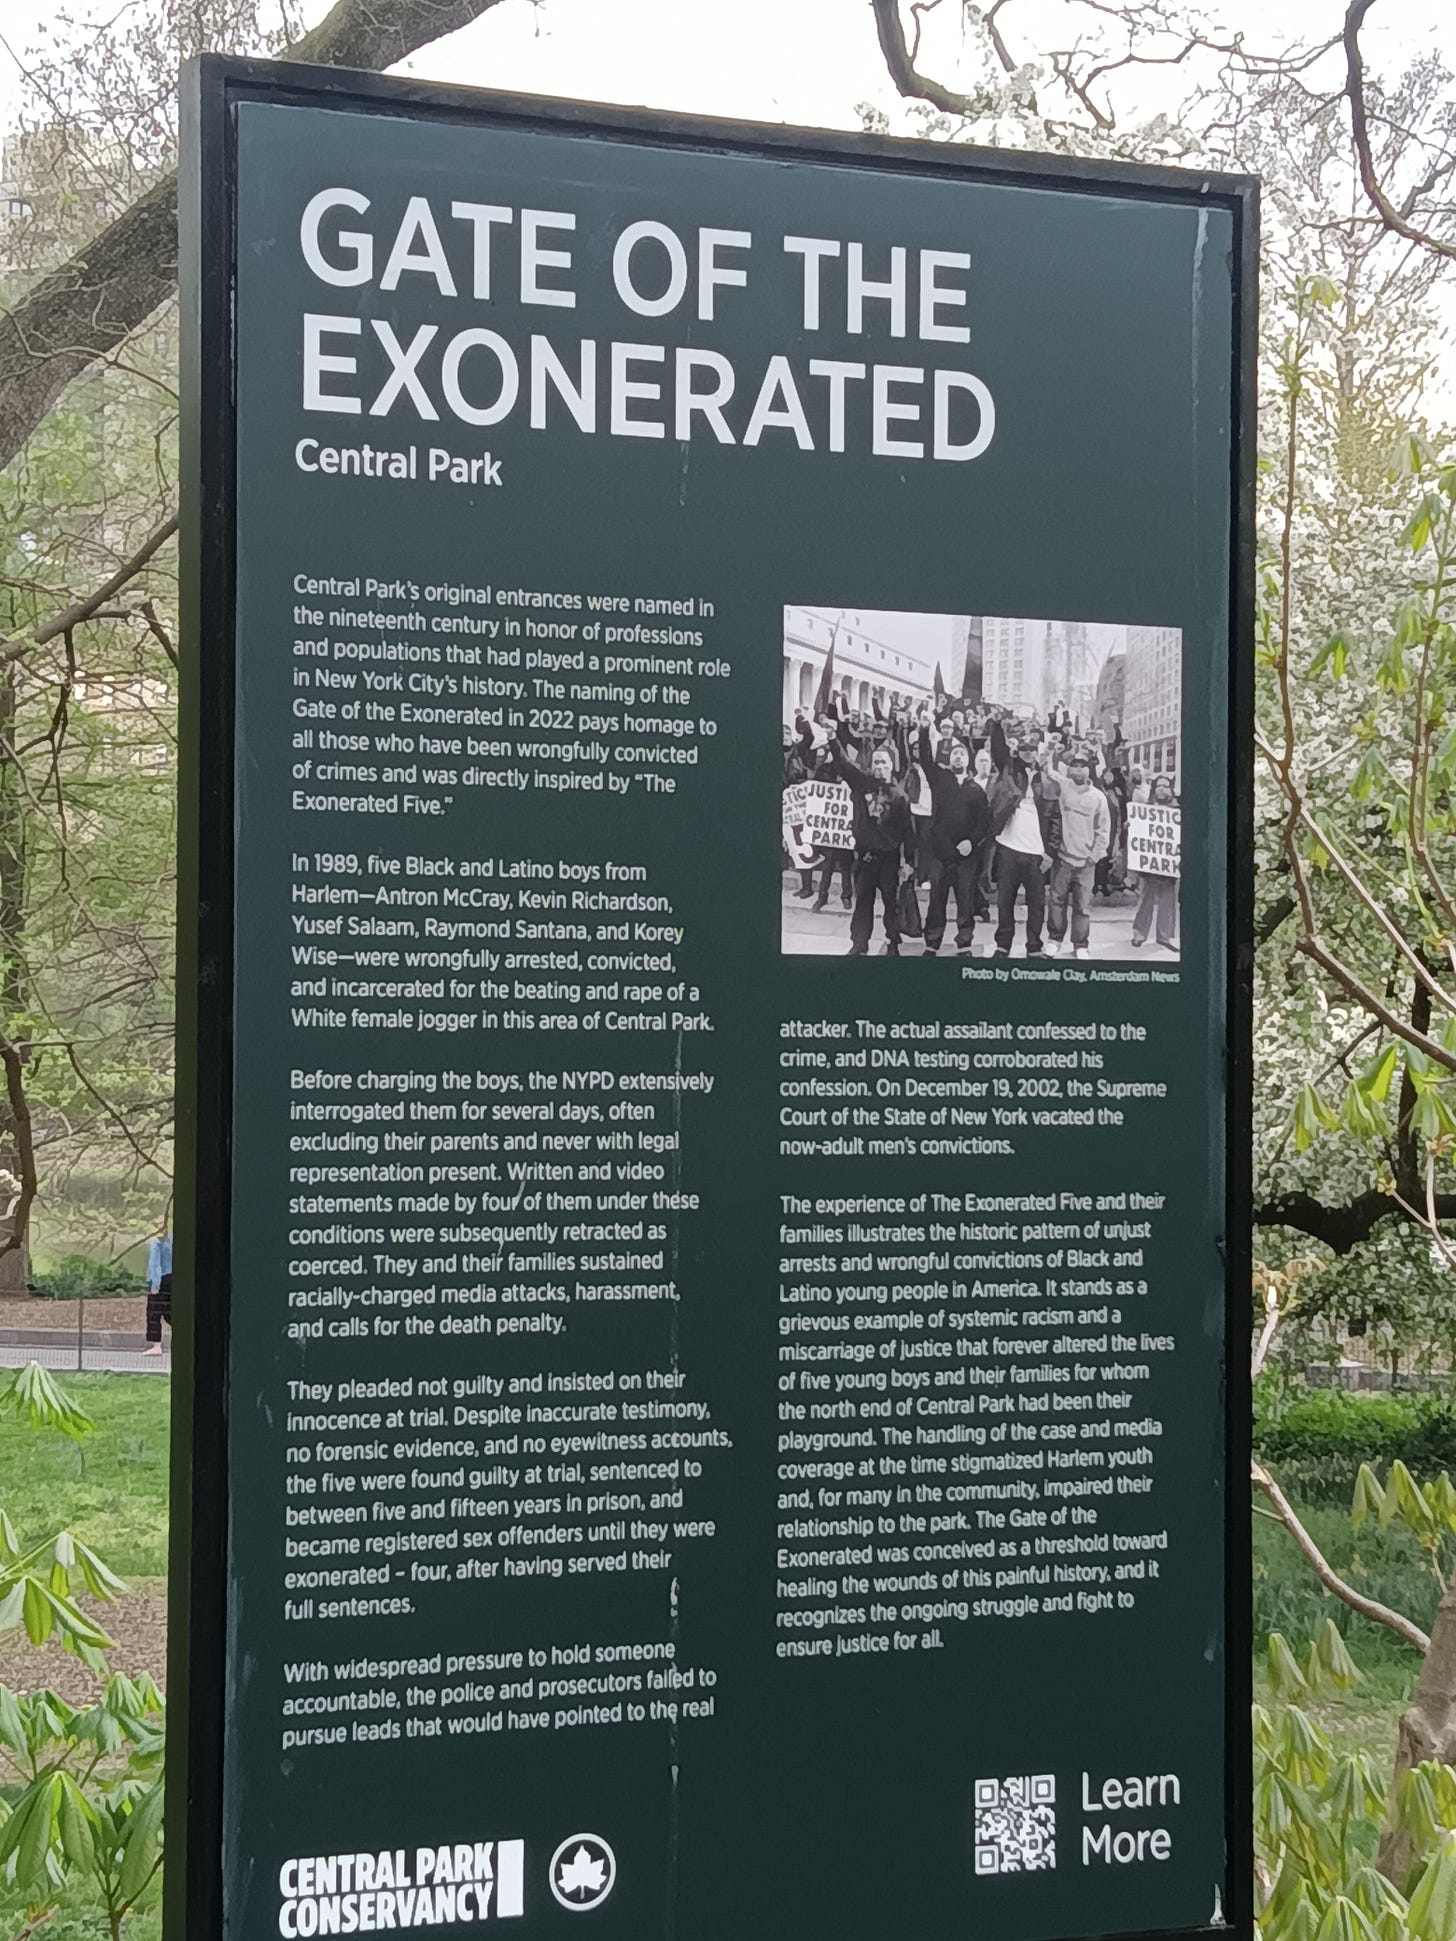 GATE OF THE
EXONERATED
Central Park
Central Park's original entrances were named in
the nineteenth century in honor of professions
and populations that had played a prominent role
in New York City's history. The naming of the
Gate of the Exonerated in 2022 pays homage to
all those who have been wrongfully convicted
of crimes and was directly inspired by “The
Exonerated Five.”
In 1989, five Black and Latino boys from
Harlem—Antron McCray, Kevin Richardson,
Yusef Salaam, Raymond Santana, and Korey
Wise—were wrongfully arrested, convicted,
and incarcerated for the beating and rape of a
White female jogger in this area of Central Park.
Before charging the boys, the NYPD extensively
interrogated them for several days, often
excluding their parents and never with legal
representation present. Written and video
statements made by four of them under these
conditions were subsequently retracted as
coerced. They and their families sustained
racially-charged media attacks, harassment,
and calls for the death penalty.
They pleaded not guilty and insisted on their
innocence at trial. Despite inaccurate testimony,
no forensic evidence, and no eyewitness accounts,
the five were found guilty at trial, sentenced to
between five and fifteen years in prison, and
became registered sex offenders until they were
exonerated – four, after having served their
full sentences.
With widespread pressure to hold someone
accountable, the police and prosecutors failed to
pursue leads that would have pointed to the real
JUSTI
FOR
CENTRA
PARK
JUSTIC
FOR
CENTRA
PARK
Photo by Omowale Clay, Amsterdam News
attacker. The actual assailant confessed to the
crime, and DNA testing corroborated his
confession. On December 19, 2002, the Supreme
Court of the State of New York vacated the
now-adult men's convictions.
The experience of The Exonerated Five and their
families illustrates the historic pattern of unjust
arrests and wrongful convictions of Black and
Latino young people in America. It stands as a
grievous example of systemic racism and a
miscarriage of justice that forever altered the lives
of five young boys and their families for whom
the north end of Central Park had been their
playground. The handling of the case and media
coverage at the time stigmatized Harlem youth
and, for many in the community, impaired their
relationship to the park. The Gate of the
Exonerated was conceived as a threshold toward
healing the wounds of this painful history, and it
recognizes the ongoing struggle and fight to
ensure justice for all.
CENTRAL PARK
CONSERVANCY
Learn
More